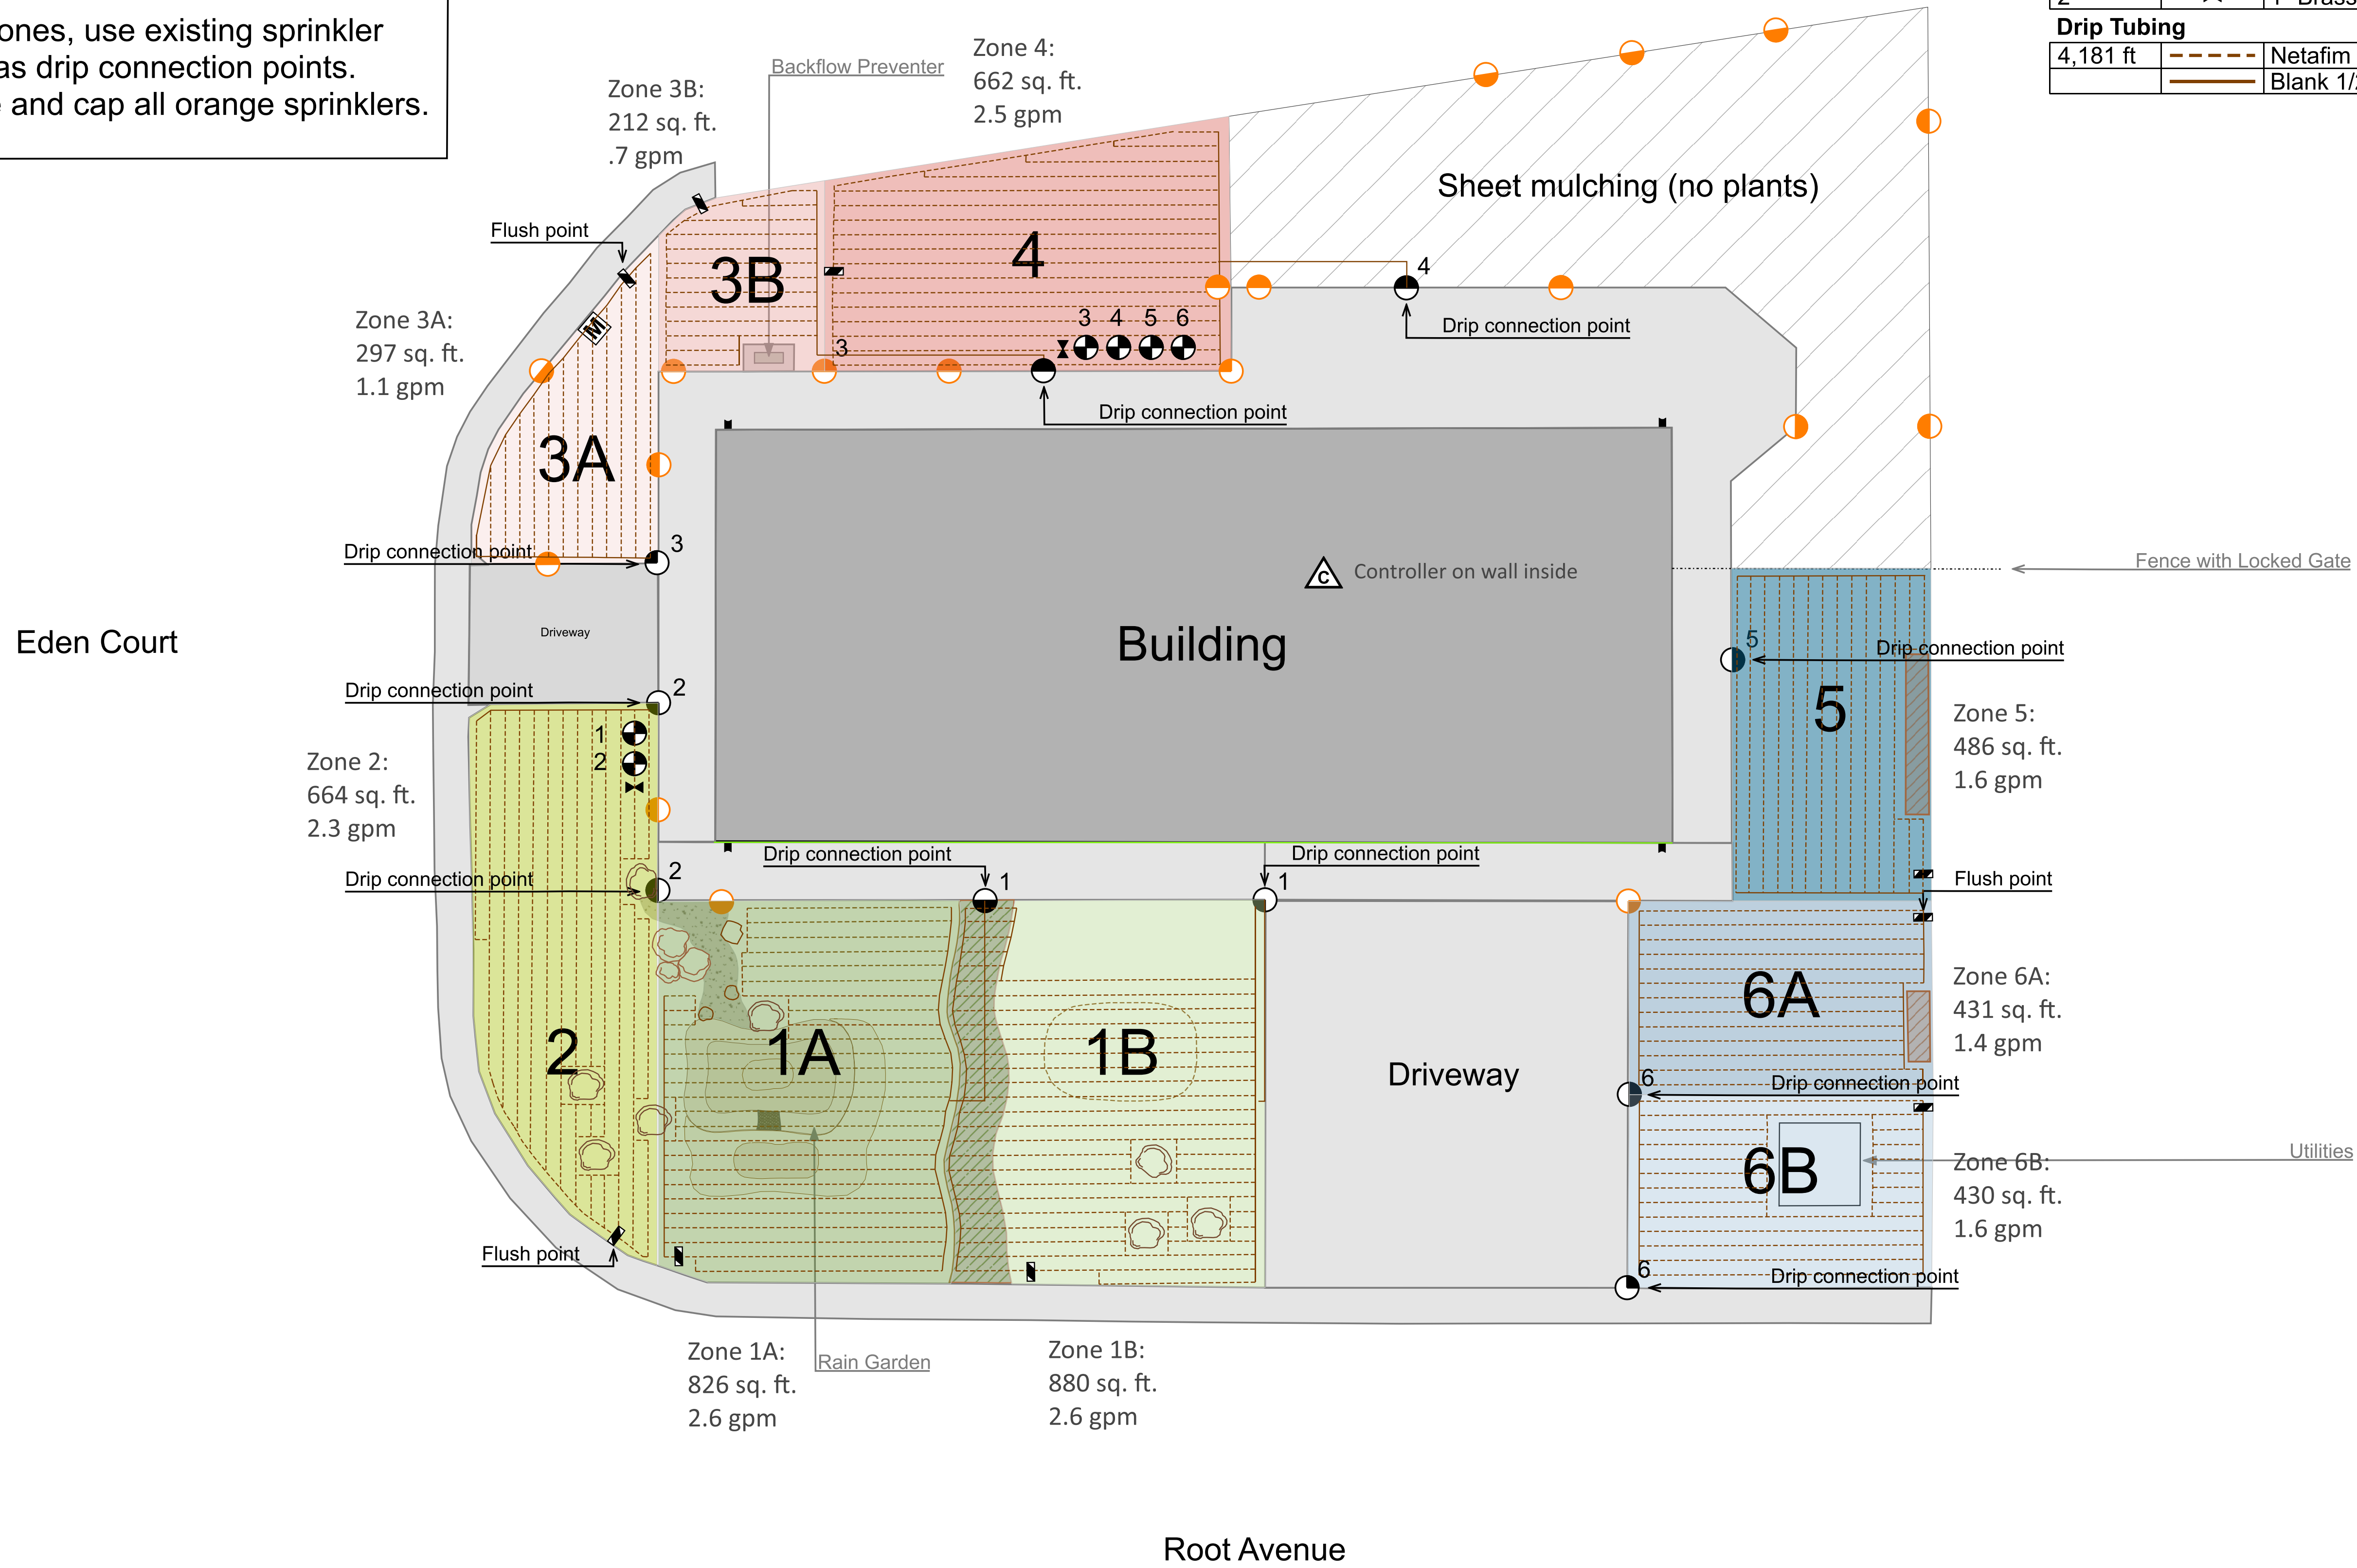 ones, use existing sprinkler
as drip connection points.
and cap all orange sprinklers.
Drip Tubing
4,181 ft
Netafim
Blank 1/2
Zone 3B:
212 sq. ft.
.7 gpm
Backflow Preventer
Zone 4:
662 sq. ft.
2.5 gpm
Sheet mulching (no plants)
Flush point
3B
4
4
Drip connection point
3 4 5 6
3
Drip connection point
Zone 3A:
297 sq. ft.
1.1 gpm
M
3A
Drip connection point
3
C
Controller on wall inside
Fence with Locked Gate
Eden Court
Driveway
Building
5
Drip connection point
5
Drip connection point
2
1
2
Zone 2:
664 sq. ft.
2.3 gpm
Zone 5:
486 sq. ft.
1.6 gpm
Drip connection point
2
Drip connection point
1
Drip connection point
1
Flush point
2
1A
1B
Driveway
6A
Zone 6A:
431 sq. ft.
1.4 gpm
6
Drip connection point
6B
Utilities
Zone 6B:
430 sq. ft.
1.6 gpm
6
Drip connection point
Flush point
Zone 1A:
826 sq. ft.
2.6 gpm
Rain Garden
Zone 1B:
880 sq. ft.
2.6 gpm
Root Avenue